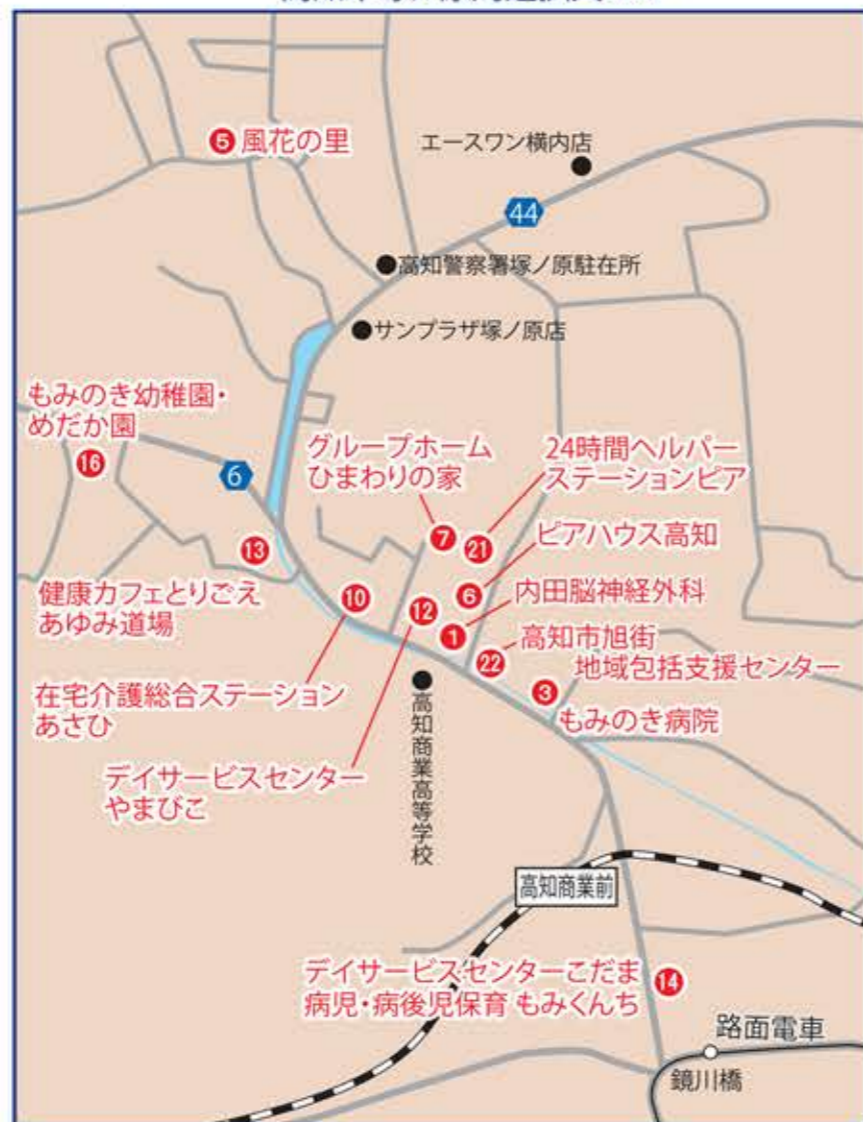 ⑤ 風花の里
エースワン横内店
44
高知警察署塚ノ原駐在所
サンプラザ塚ノ原店
もみのき幼稚園・
めだか園
16
6
グループホーム
ひまわりの家
7
24時間ヘルパー
ステーションピア
21
ピアハウス高知
6
内田脳神経外科
1
13
健康カフェとりごえ
あゆみ道場
10
在宅介護総合ステーション
あさひ
12
デイサービスセンター
やまびこ
22
高知市旭街
地域包括支援センター
3
もみのき病院
高知商業高等学校
高知商業前
デイサービスセンターこだま
病児・病後児保育 もみくんち
14
路面電車
鏡川橋